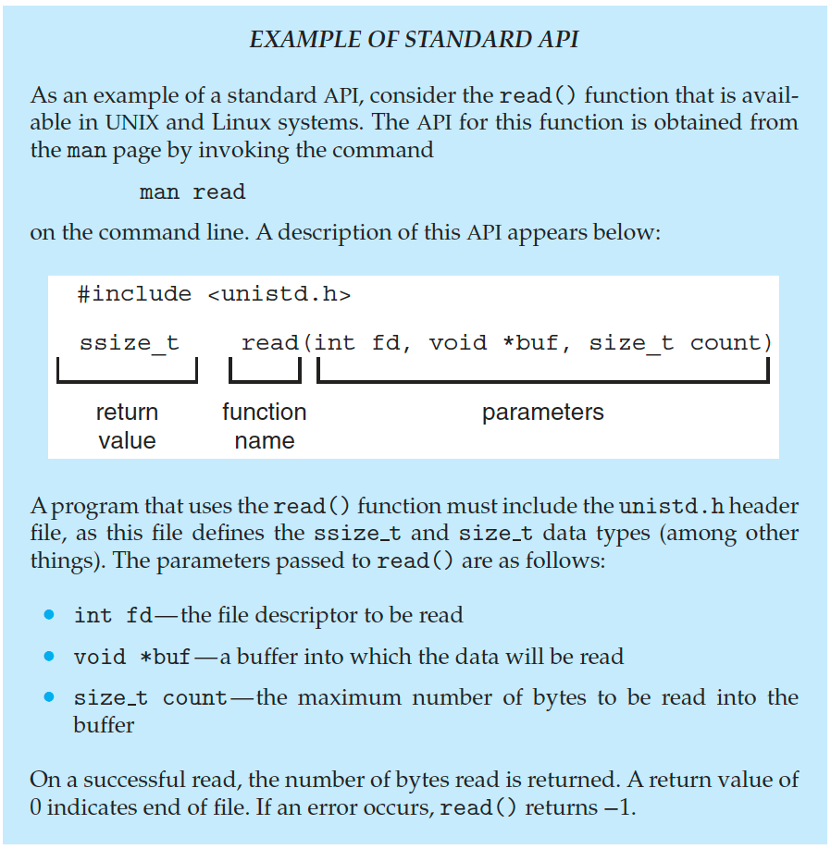 EXAMPLE OF STANDARD API
As an example of a standard API, consider the read() function that is avail-
able in UNIX and Linux systems. The API for this function is obtained from
the man page by invoking the command
man read
on the command line. A description of this API appears below:
#include <unistd.h>
ssize_t read(int fd, void *buf, size_t count)
return function parameters
value name
A program that uses the read() function must include the unistd.h header
file, as this file defines the ssize_t and size_t data types (among other
things). The parameters passed to read() are as follows:
• int fd—the file descriptor to be read
• void *buf—a buffer into which the data will be read
• size_t count—the maximum number of bytes to be read into the
buffer
On a successful read, the number of bytes read is returned. A return value of
0 indicates end of file. If an error occurs, read() returns −1.